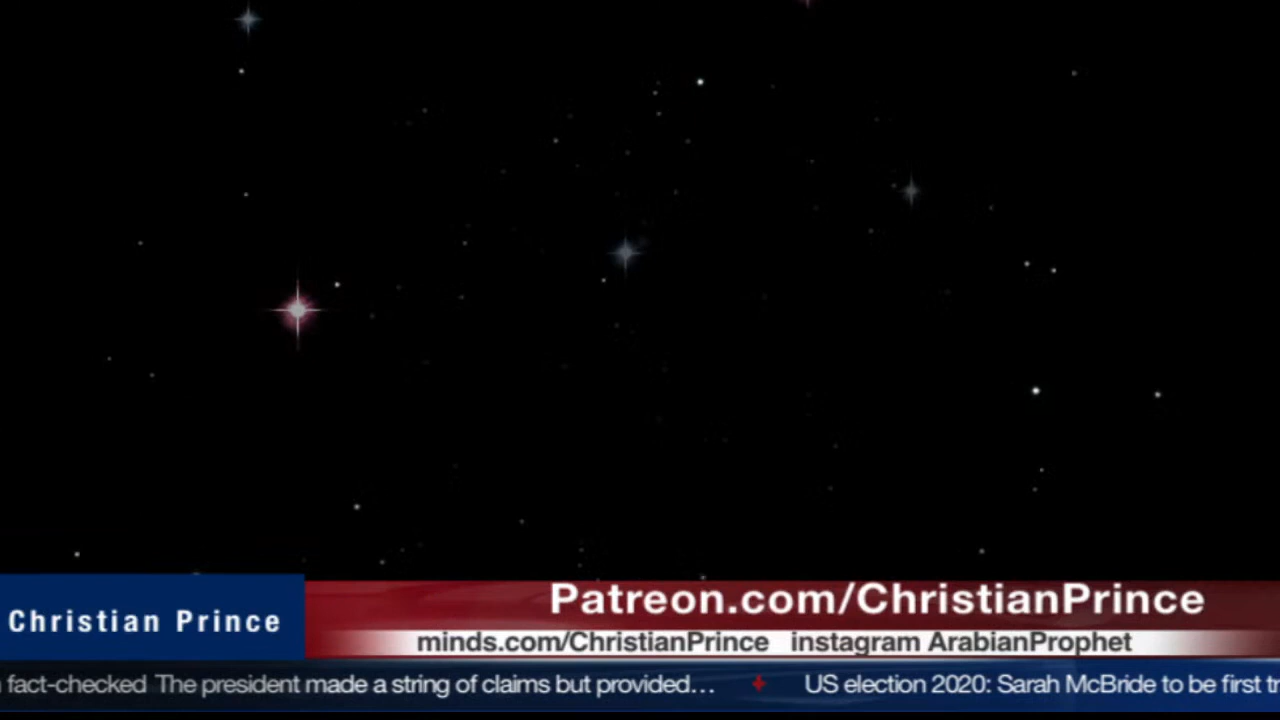 Patreon.com/ChristianPrince
Christian Prince
minds.com/ChristianPrince instagram ArabianProphet
fact-checked The president made a string of claims but provided... US election 2020: Sarah McBride to be first